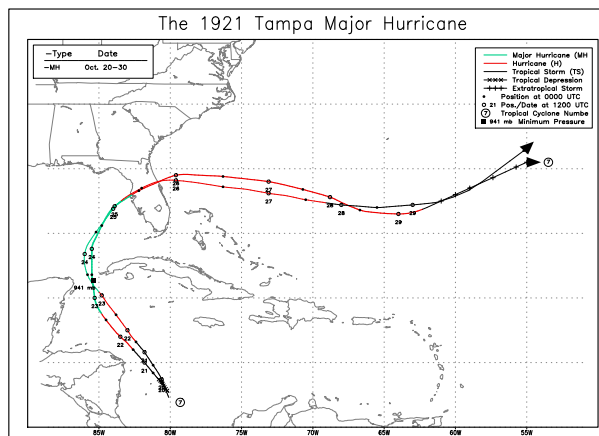 The 1921 Tampa Major Hurricane
-Type Date
-MH Oct. 20-30
Major Hurricane (MH
Hurricane (H)
Tropical Storm (TS)
Tropical Depression
Extratropical Storm
Position at 0000 UTC
21 Pos./Date at 1200 UTC
7 Tropical Cyclone Numbe
941 mb Minimum Pressure
7
26
26
27
27
28
28
29
29
25
25
24
24
941 mb
23
23
22
22
21
21
7
85W 80W 75W 70W 65W 60W 55W